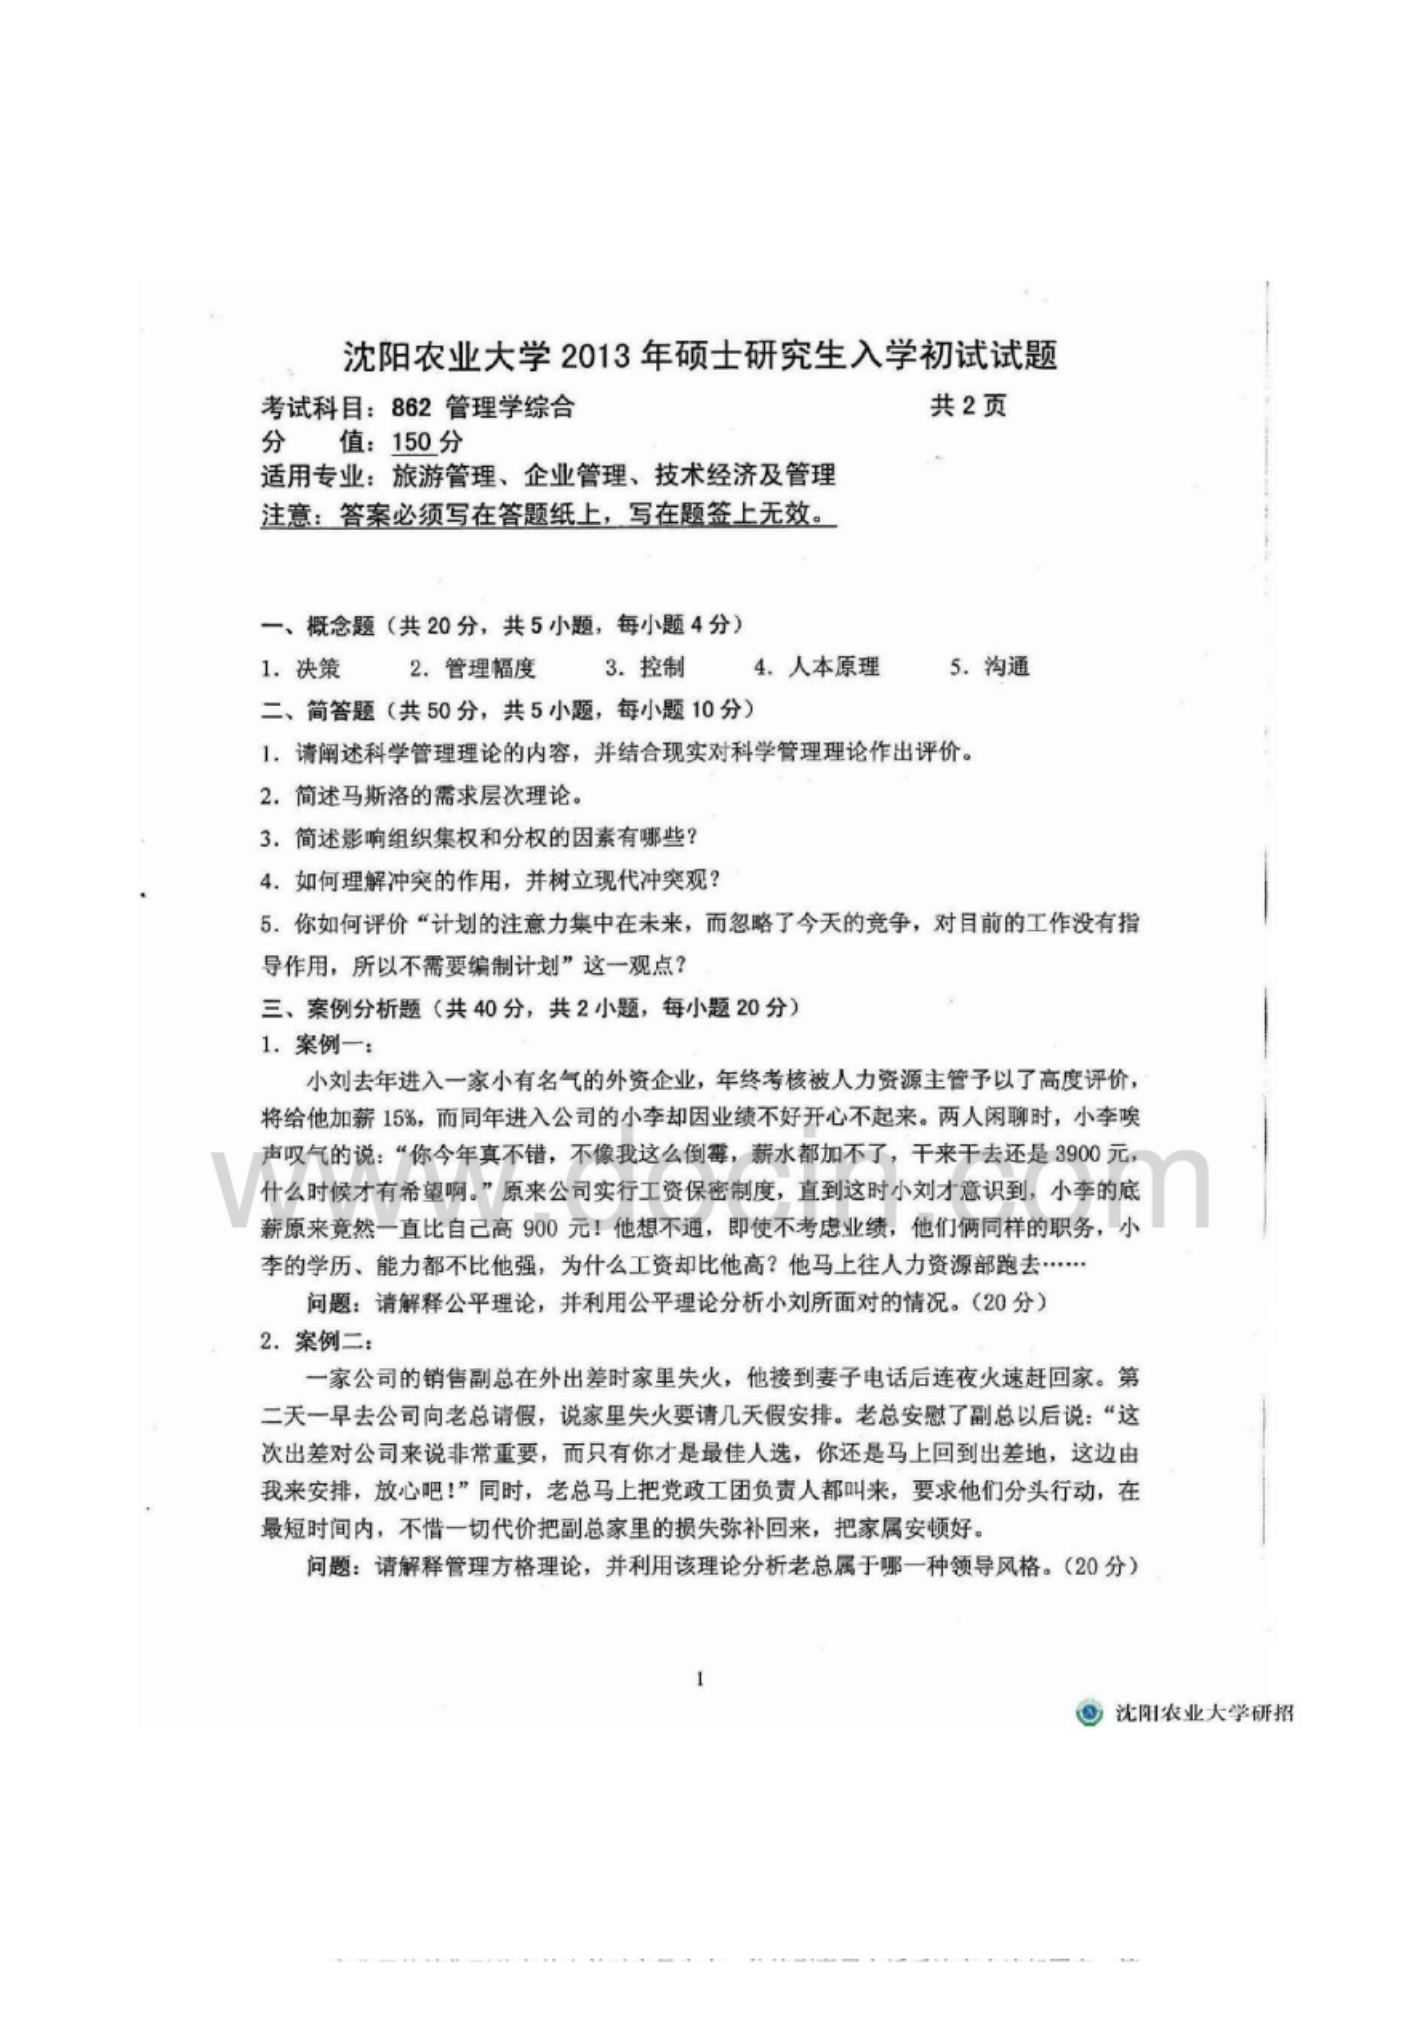 沈阳农业大学 2013 年硕士研究生入学初试试题
考试科目：862 管理学综合 共 2 页
分 值：150 分
适用专业：旅游管理、企业管理、技术经济及管理
注意：答案必须写在答题纸上，写在题签上无效。
一、概念题（共 20 分，共 5 小题，每小题 4 分）
1．决策 2．管理幅度 3．控制 4．人本原理 5．沟通
二、简答题（共 50 分，共 5 小题，每小题 10 分）
1．请阐述科学管理理论的内容，并结合现实对科学管理理论作出评价。
2．简述马斯洛的需求层次理论。
3．简述影响组织集权和分权的因素有哪些？
4．如何理解冲突的作用，并树立现代冲突观？
5．你如何评价“计划的注意力集中在未来，而忽略了今天的竞争，对目前的工作没有指
导作用，所以不需要编制计划”这一观点？
三、案例分析题（共 40 分，共 2 小题，每小题 20 分）
1．案例一：
小刘去年进入一家小有名气的外资企业，年终考核被人力资源主管予以了高度评价，
将给他加薪 15%，而同年进入公司的小李却因业绩不好开心不起来。两人闲聊时，小李唉
声叹气的说：“你今年真不错，不像我这么倒霉，薪水都加不了，干来干去还是 3900 元，
什么时候才有希望啊。”原来公司实行工资保密制度，直到这时小刘才意识到，小李的底
薪原来竟然一直比自己高 900 元！他想不通，即使不考虑业绩，他们俩同样的职务，小
李的学历、能力都不比他强，为什么工资却比他高？他马上往人力资源部跑去……
问题：请解释公平理论，并利用公平理论分析小刘所面对的情况。（20 分）
2．案例二：
一家公司的销售副总在外出差时家里失火，他接到妻子电话后连夜火速赶回家。第
二天一早去公司向老总请假，说家里失火要请几天假安排。老总安慰了副总以后说：“这
次出差对公司来说非常重要，而只有你才是最佳人选，你还是马上回到出差地，这边由
我来安排，放心吧！”同时，老总马上把党政工团负责人都叫来，要求他们分头行动，在
最短时间内，不惜一切代价把副总家里的损失弥补回来，把家属安顿好。
问题：请解释管理方格理论，并利用该理论分析老总属于哪一种领导风格。（20 分）
1
沈阳农业大学研招
www.docin.com